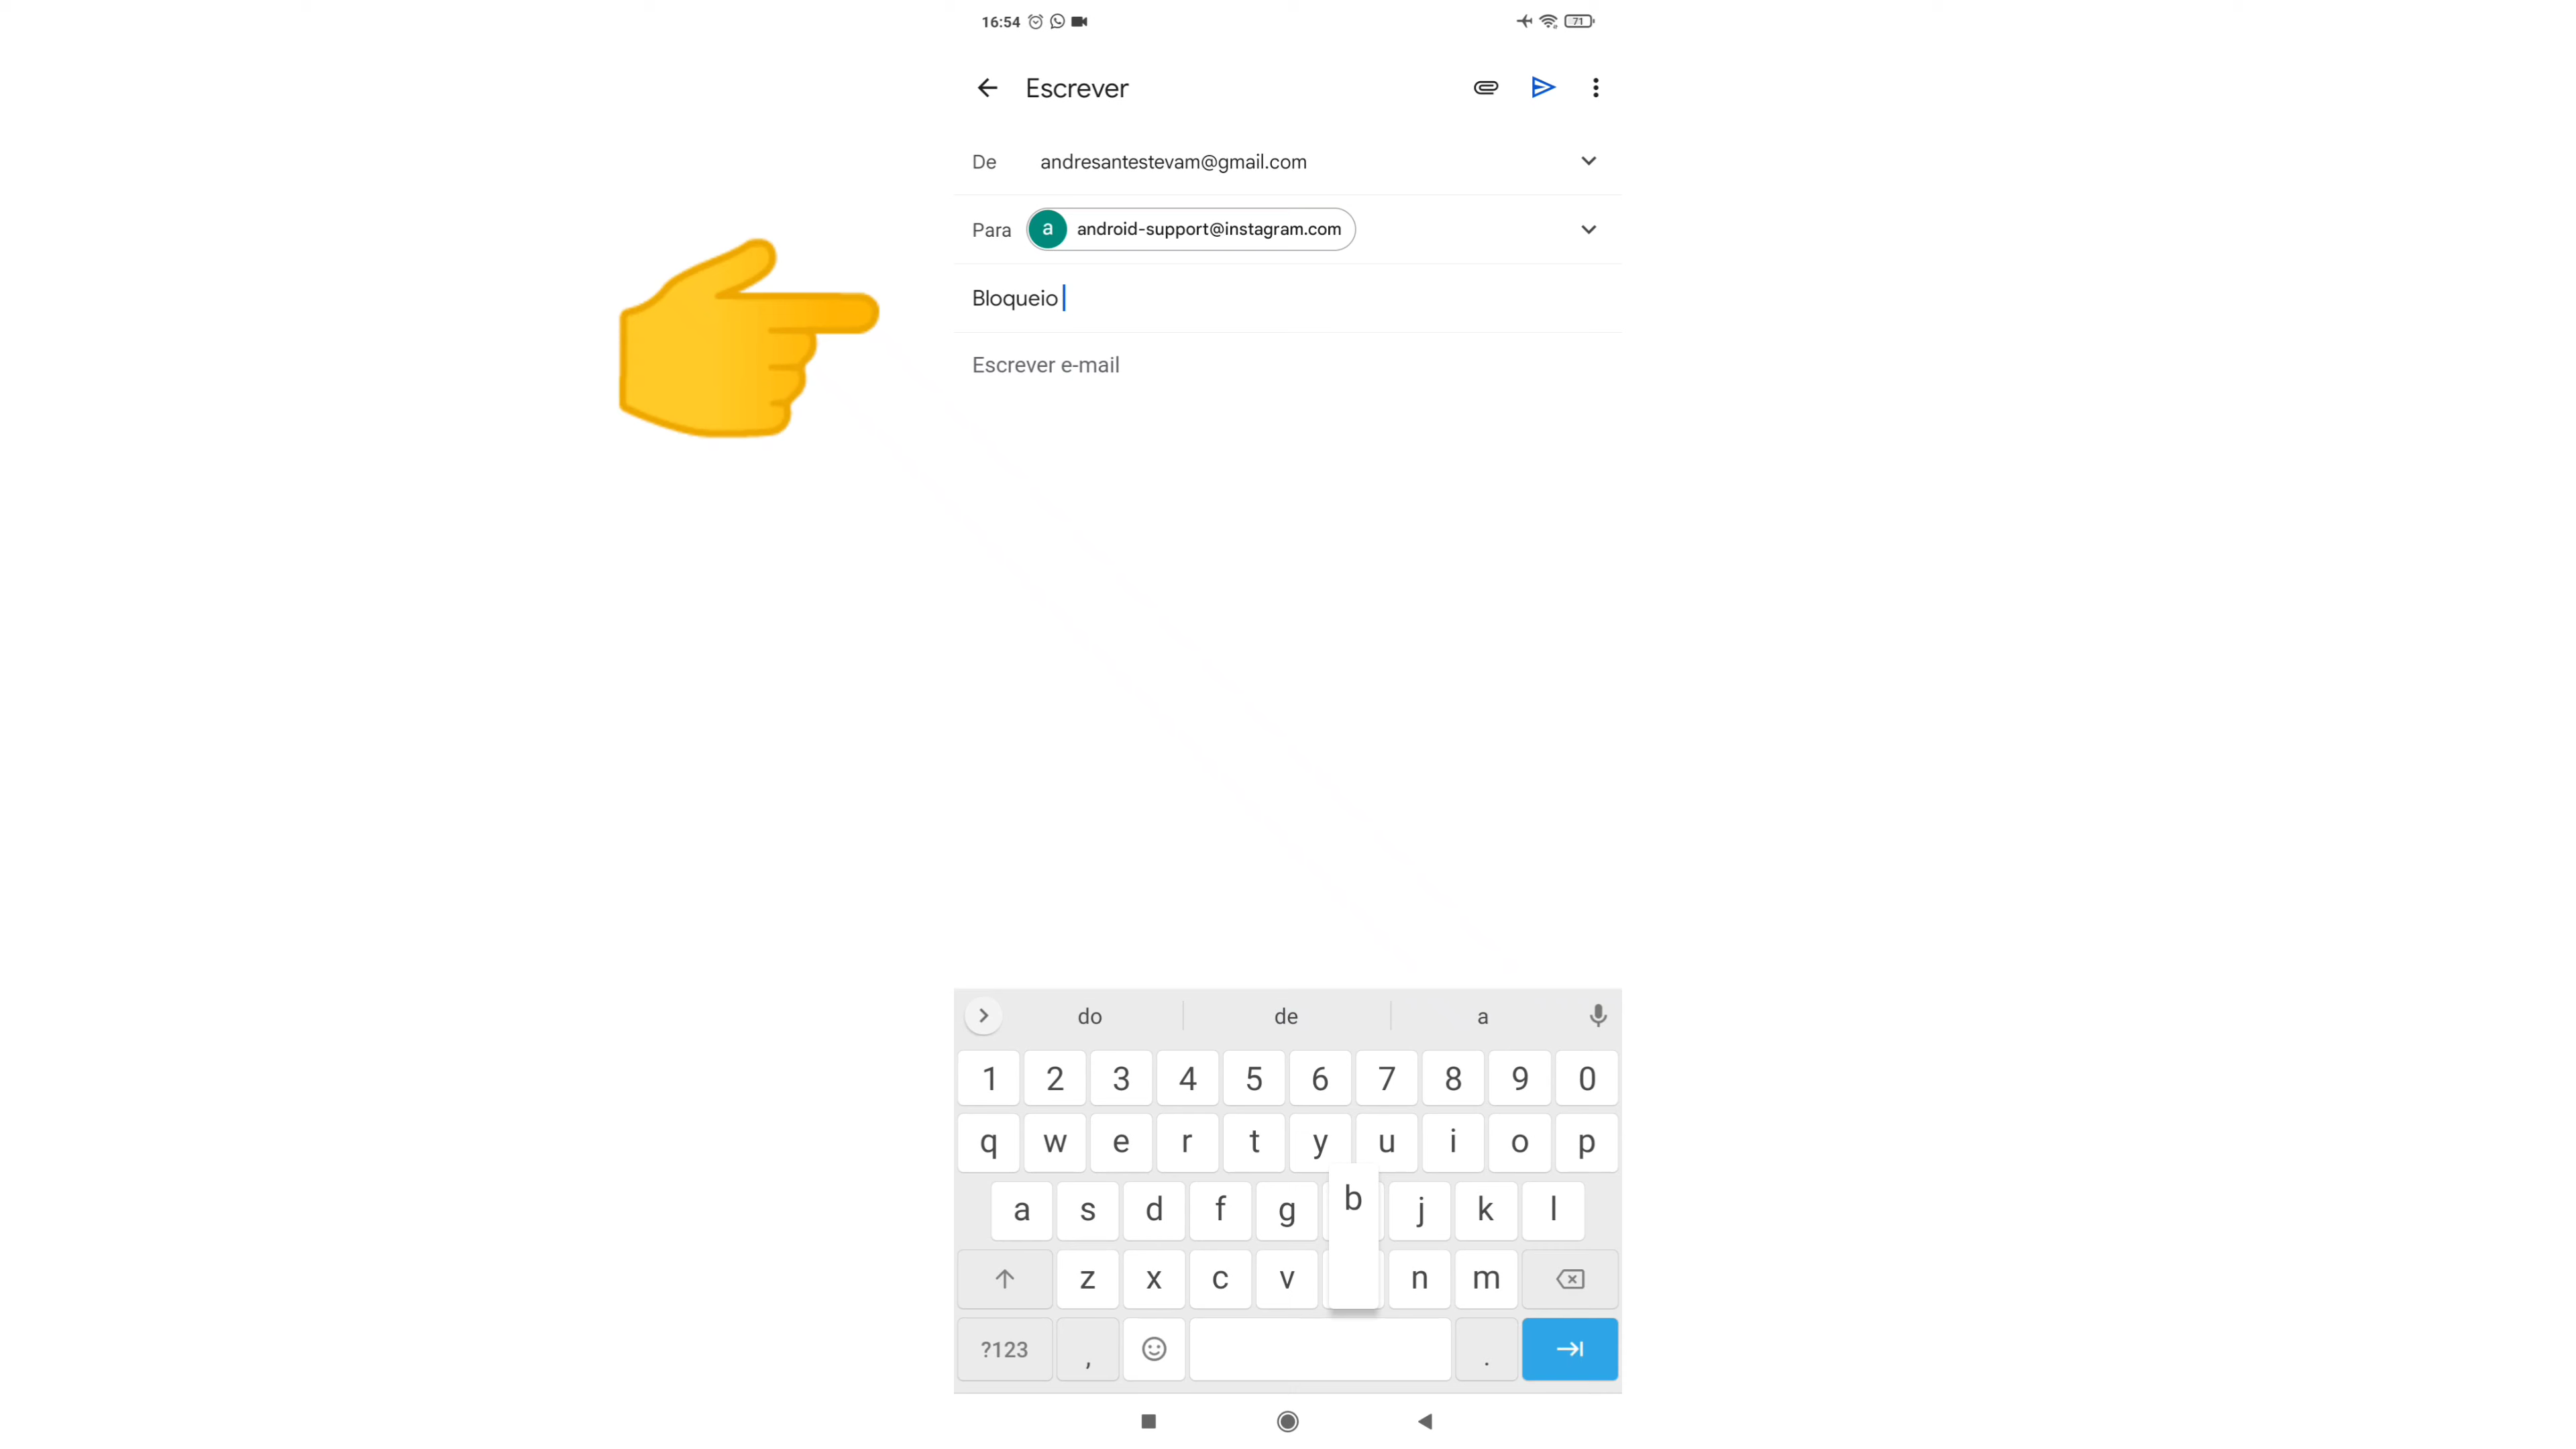 16:54
71
Escrever
De andresantestevam@gmail.com
Para a android-support@instagram.com
Bloqueio
Escrever e-mail
do de a
1 2 3 4 5 6 7 8 9 0
q w e r t y u i o p
a s d f g b j k l
z x c v n m
?123 , .